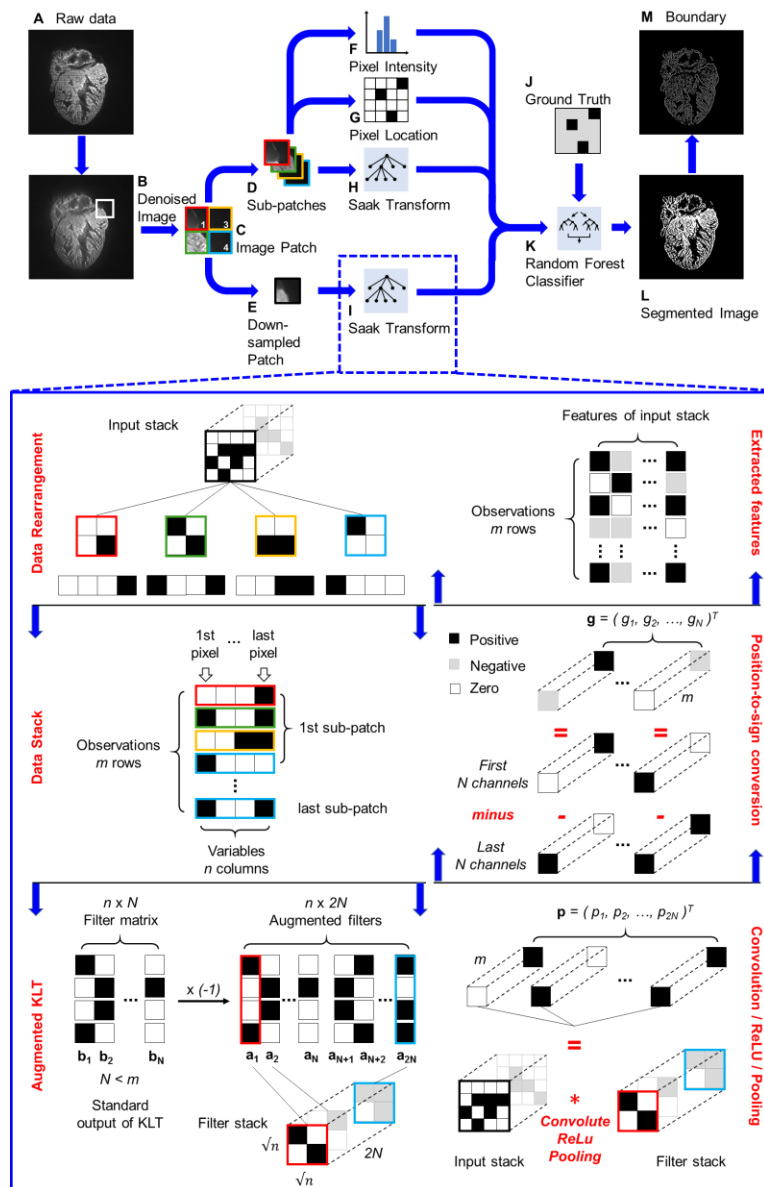 A Raw data
B Denoised Image
1
3
2
4
C
Image Patch
D
Sub-patches
E
Down-sampled Patch
F
Pixel Intensity
G
Pixel Location
H
Saak Transform
I
Saak Transform
J
Ground Truth
K
Random Forest
Classifier
L
Segmented Image
M Boundary
Data Rearrangement
Input stack
Data Stack
1st pixel
...
last pixel
Observations
m rows
1st sub-patch
last sub-patch
Variables
n columns
Augmented KLT
n x N
Filter matrix
...
x (-1)
n x 2N
Augmented filters
...
...
b1 b2 bN
N < m
Standard output of KLT
a1 a2 aN aN+1 aN+2 a2N
Filter stack
√n
√n
2N
Extracted features
Features of input stack
Observations
m rows
Position-to-sign conversion
g = ( g1, g2, …, gN )T
Positive
Negative
Zero
m
...
= =
First
N channels
...
minus - -
Last
N channels
...
Convolution / ReLU / Pooling
p = ( p1, p2, …, p2N )T
m
...
=
Input stack
*
Convolute
ReLu
Pooling
Filter stack